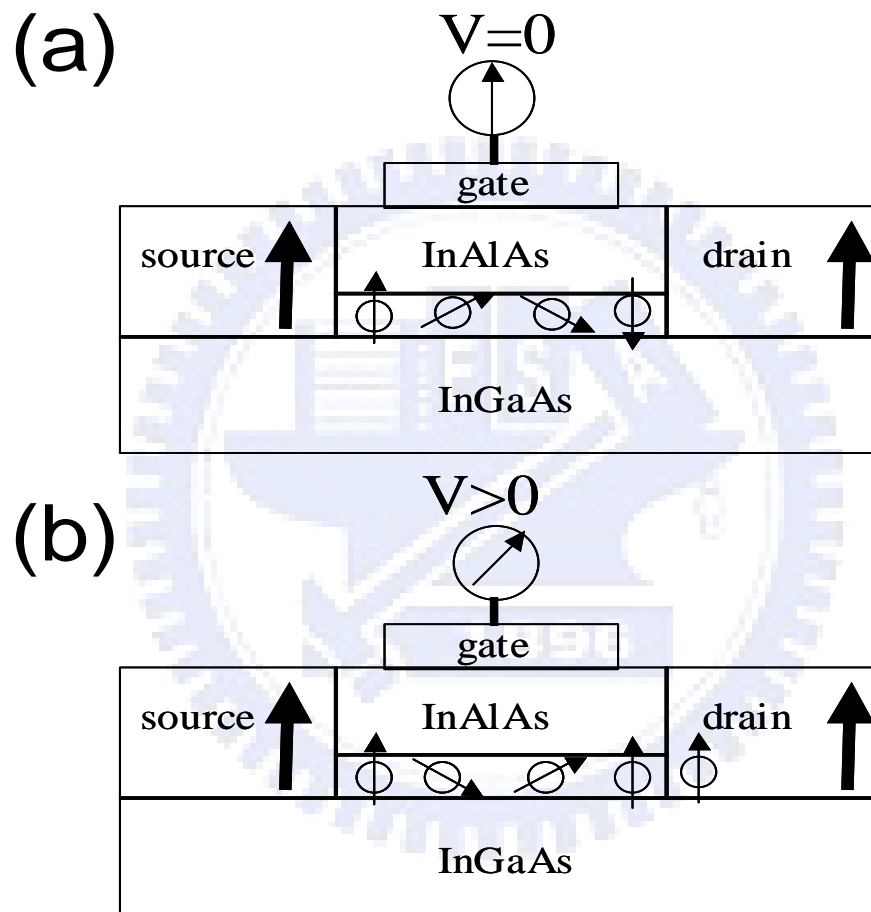 (a)
V=0
gate
source InAlAs drain
InGaAs
(b)
V>0
gate
source InAlAs drain
InGaAs